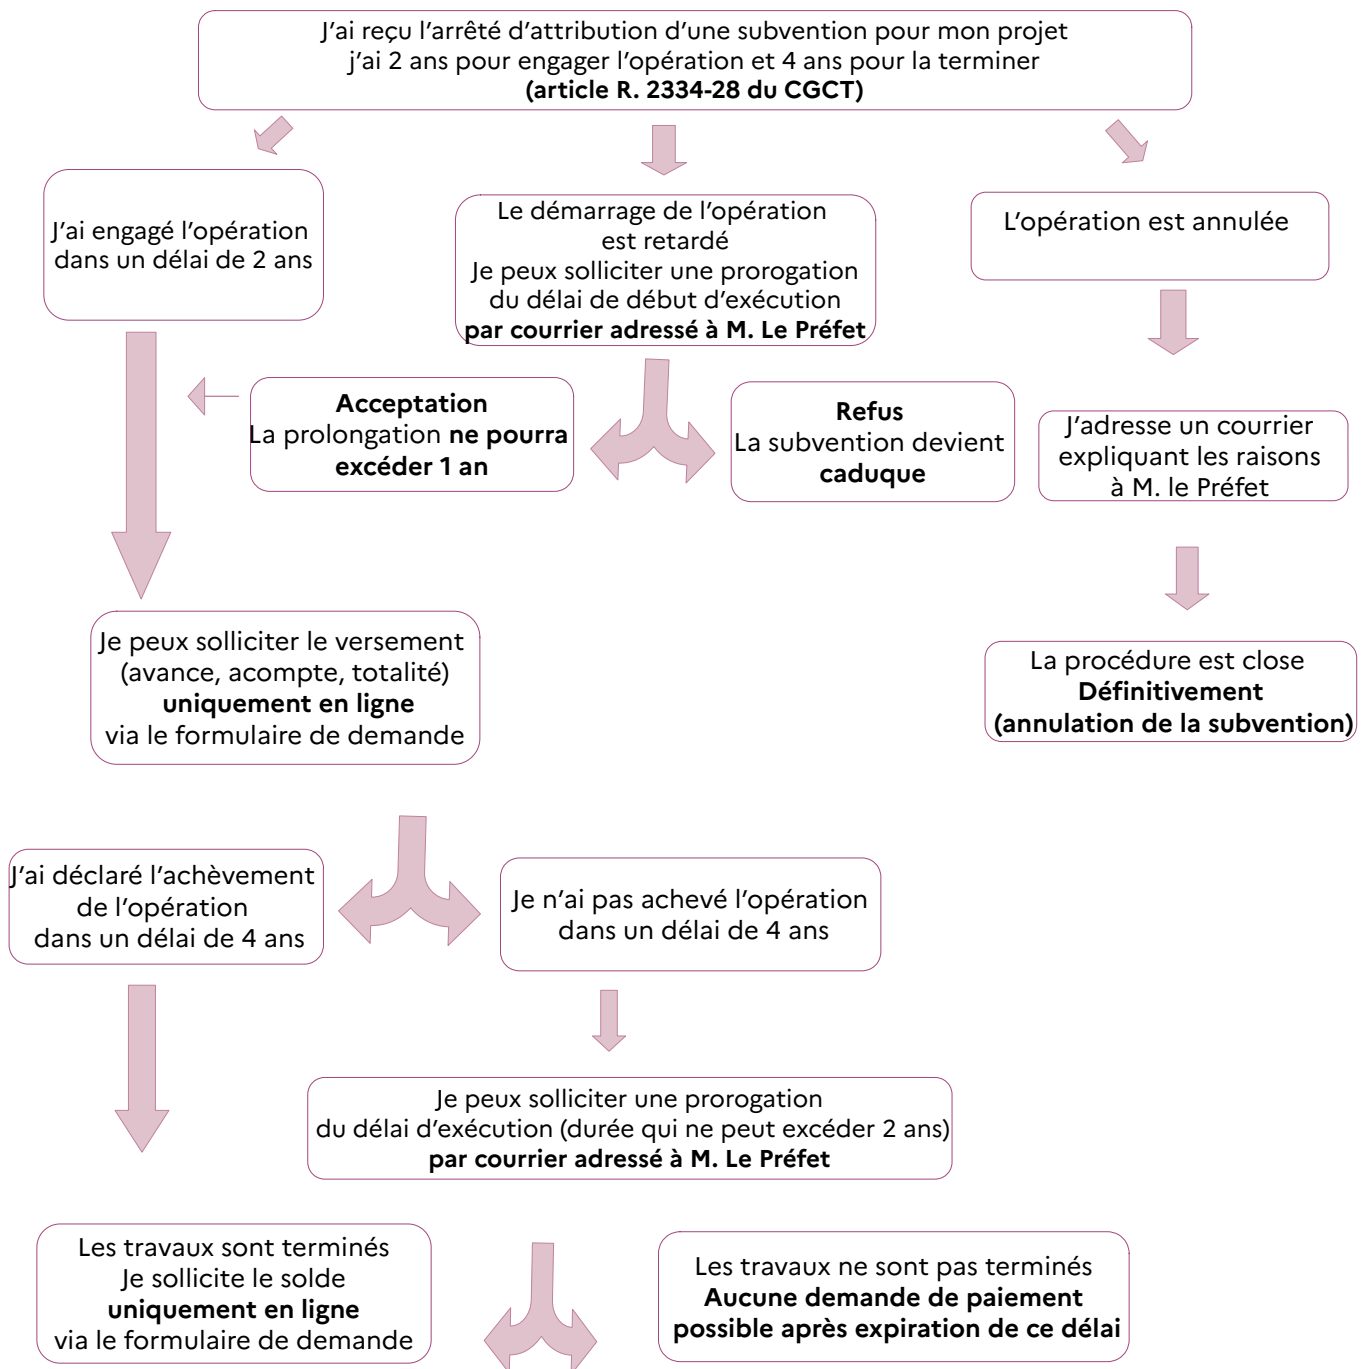 J'ai reçu l'arrêté d'attribution d'une subvention pour mon projet
j'ai 2 ans pour engager l'opération et 4 ans pour la terminer
(article R. 2334-28 du CGCT)
J'ai engagé l'opération
dans un délai de 2 ans
Le démarrage de l'opération
est retardé
Je peux solliciter une prorogation
du délai de début d'exécution
par courrier adressé à M. Le Préfet
L'opération est annulée
Acceptation
La prolongation ne pourra
excéder 1 an
Refus
La subvention devient
caduque
J'adresse un courrier
expliquant les raisons
à M. le Préfet
Je peux solliciter le versement
(avance, acompte, totalité)
uniquement en ligne
via le formulaire de demande
La procédure est close
Définitivement
(annulation de la subvention)
J'ai déclaré l'achèvement
de l'opération
dans un délai de 4 ans
Je n'ai pas achevé l'opération
dans un délai de 4 ans
Je peux solliciter une prorogation
du délai d'exécution (durée qui ne peut excéder 2 ans)
par courrier adressé à M. Le Préfet
Les travaux sont terminés
Je sollicite le solde
uniquement en ligne
via le formulaire de demande
Les travaux ne sont pas terminés
Aucune demande de paiement
possible après expiration de ce délai